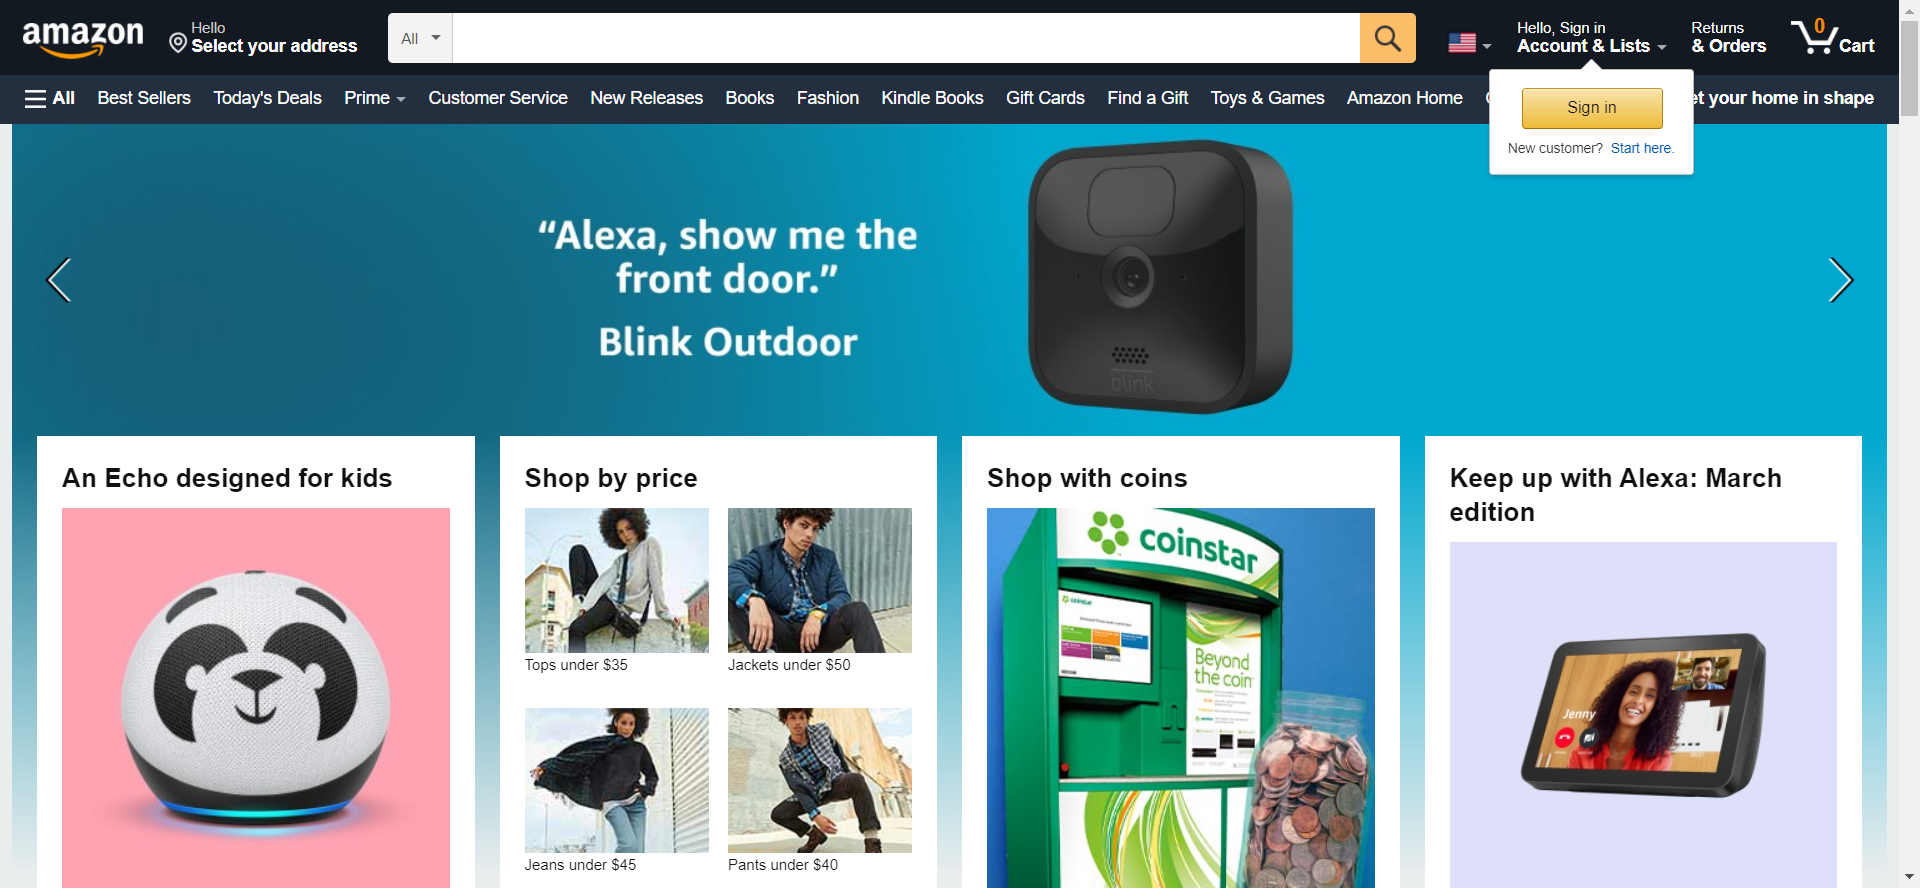 amazon
Hello
Select your address
All
Hello, Sign in
Account & Lists
Returns
& Orders
0
Cart
All
Best Sellers
Today's Deals
Prime
Customer Service
New Releases
Books
Fashion
Kindle Books
Gift Cards
Find a Gift
Toys & Games
Amazon Home
et your home in shape
Sign in
New customer? Start here.
“Alexa, show me the
front door.”
Blink Outdoor
blink
An Echo designed for kids
Shop by price
Tops under $35
Jackets under $50
Jeans under $45
Pants under $40
Shop with coins
coinstar
coinstar
Beyond
the coin
Keep up with Alexa: March
edition
Jenny